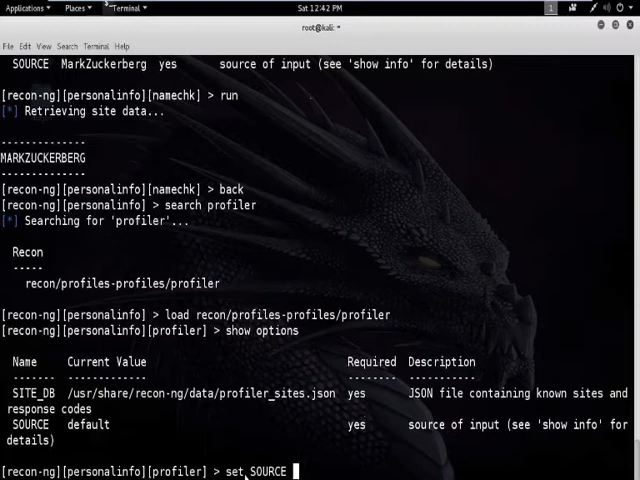 Applications Places Terminal Sat 12:42 PM 1
root@kali: ~
File Edit View Search Terminal Help
SOURCE MarkZuckerberg yes source of input (see 'show info' for details)
[recon-ng][personalinfo][namechk] > run
[*] Retrieving site data...
--------------
MARKZUCKERBERG
--------------
[recon-ng][personalinfo][namechk] > back
[recon-ng][personalinfo] > search profiler
[*] Searching for 'profiler'...
Recon
-----
recon/profiles-profiles/profiler
[recon-ng][personalinfo] > load recon/profiles-profiles/profiler
[recon-ng][personalinfo][profiler] > show options
Name Current Value Required Description
------- ------------- -------- -----------
SITE_DB /usr/share/recon-ng/data/profiler_sites.json yes JSON file containing known sites and
response codes
SOURCE default yes source of input (see 'show info' for
details)
[recon-ng][personalinfo][profiler] > set SOURCE